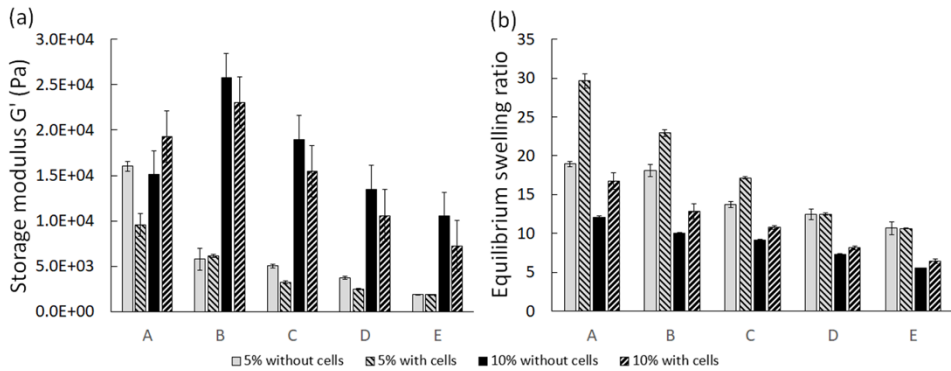 (a)
Storage modulus G' (Pa)
3.0E+04
2.5E+04
2.0E+04
1.5E+04
1.0E+04
5.0E+03
0.0E+00
A B C D E
(b)
Equilibrium swelling ratio
35
30
25
20
15
10
5
0
A B C D E
5% without cells 5% with cells 10% without cells 10% with cells